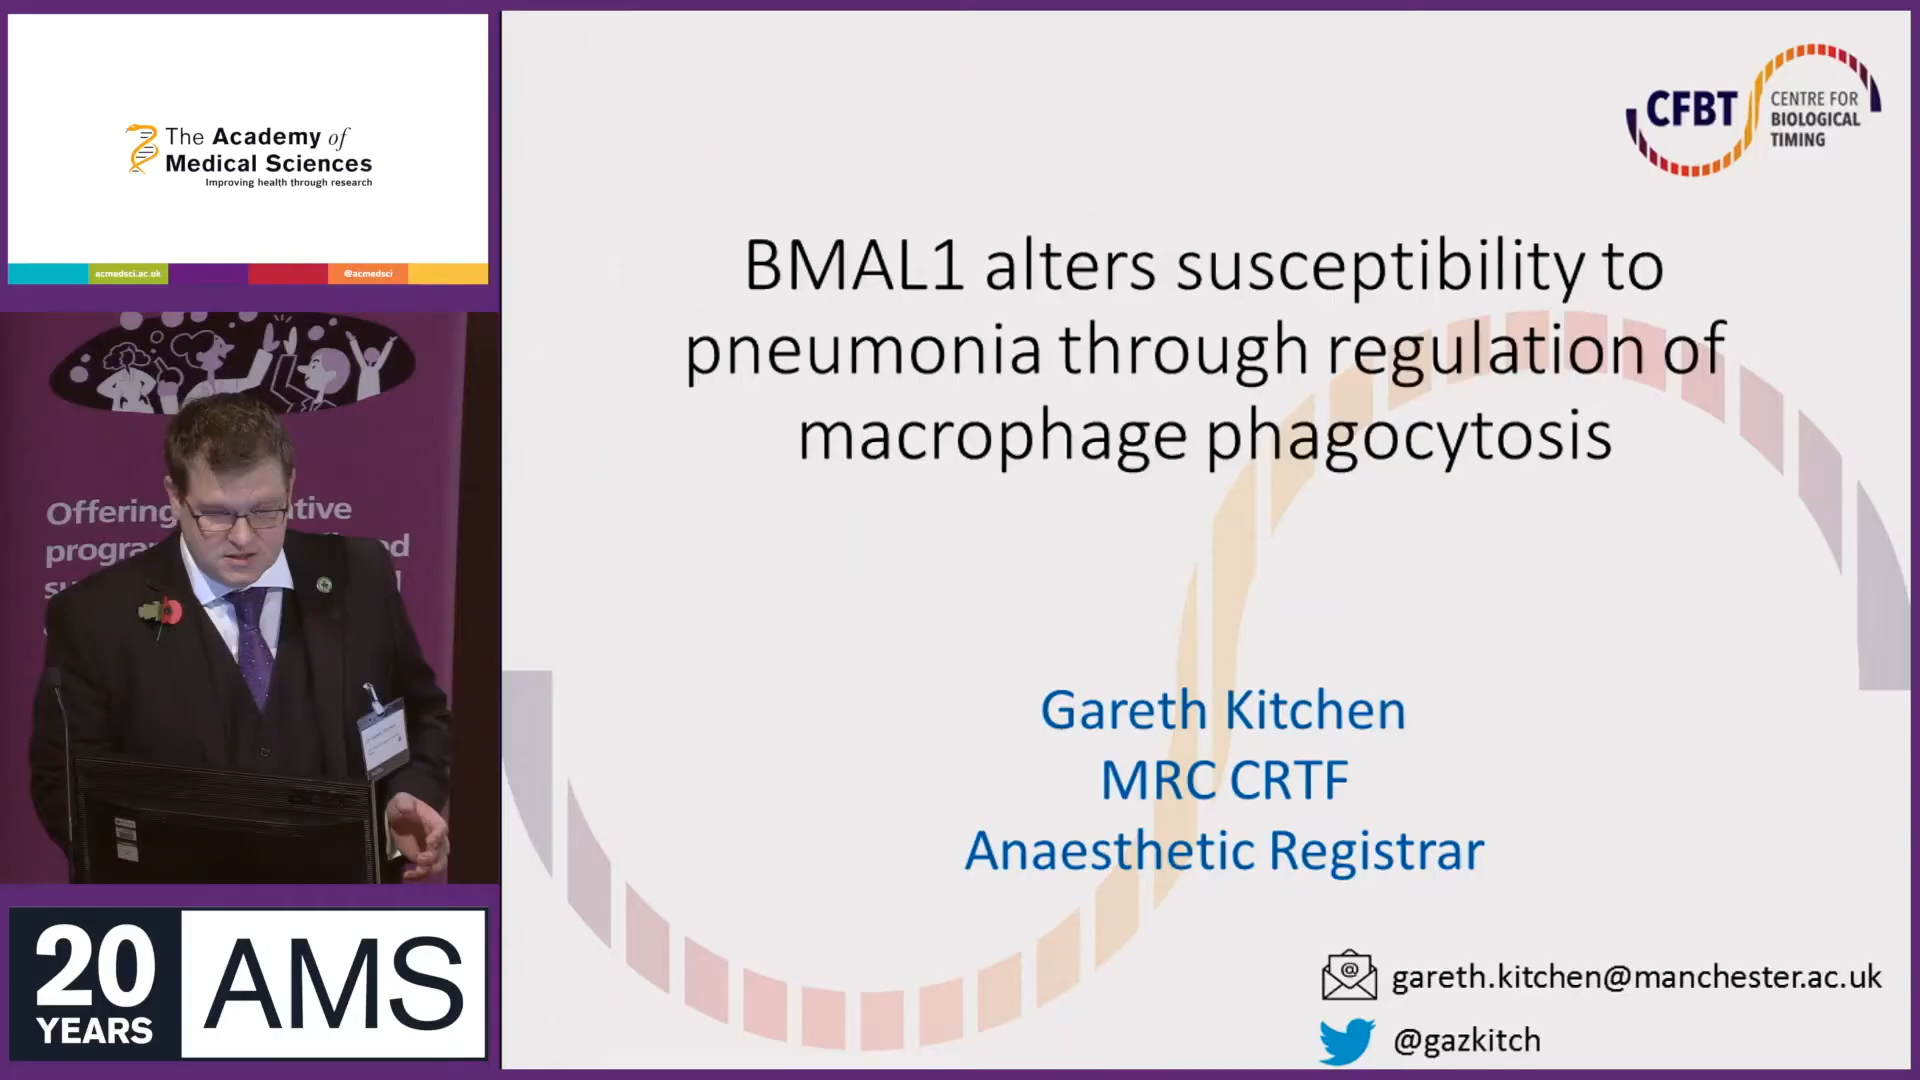 The Academy of
Medical Sciences
Improving health through research
acmedsci.ac.uk
@acmedsci
Offering
tive
20
YEARS
AMS
CFBT
CENTRE FOR
BIOLOGICAL
TIMING
BMAL1 alters susceptibility to
pneumonia through regulation of
macrophage phagocytosis
Gareth Kitchen
MRC CRTF
Anaesthetic Registrar
gareth.kitchen@manchester.ac.uk
@gazkitch